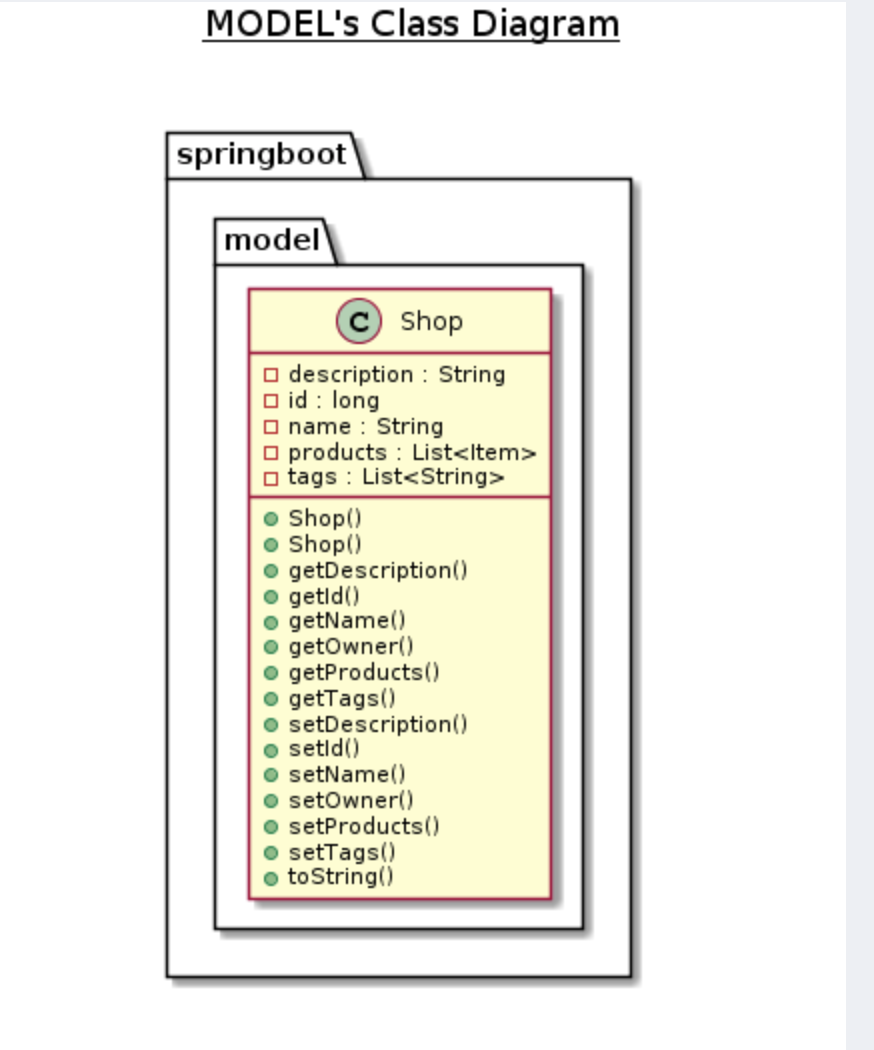 MODEL's Class Diagram
springboot
model
C Shop
description : String
id : long
name : String
products : List<Item>
tags : List<String>
Shop()
Shop()
getDescription()
getId()
getName()
getOwner()
getProducts()
getTags()
setDescription()
setId()
setName()
setOwner()
setProducts()
setTags()
toString()